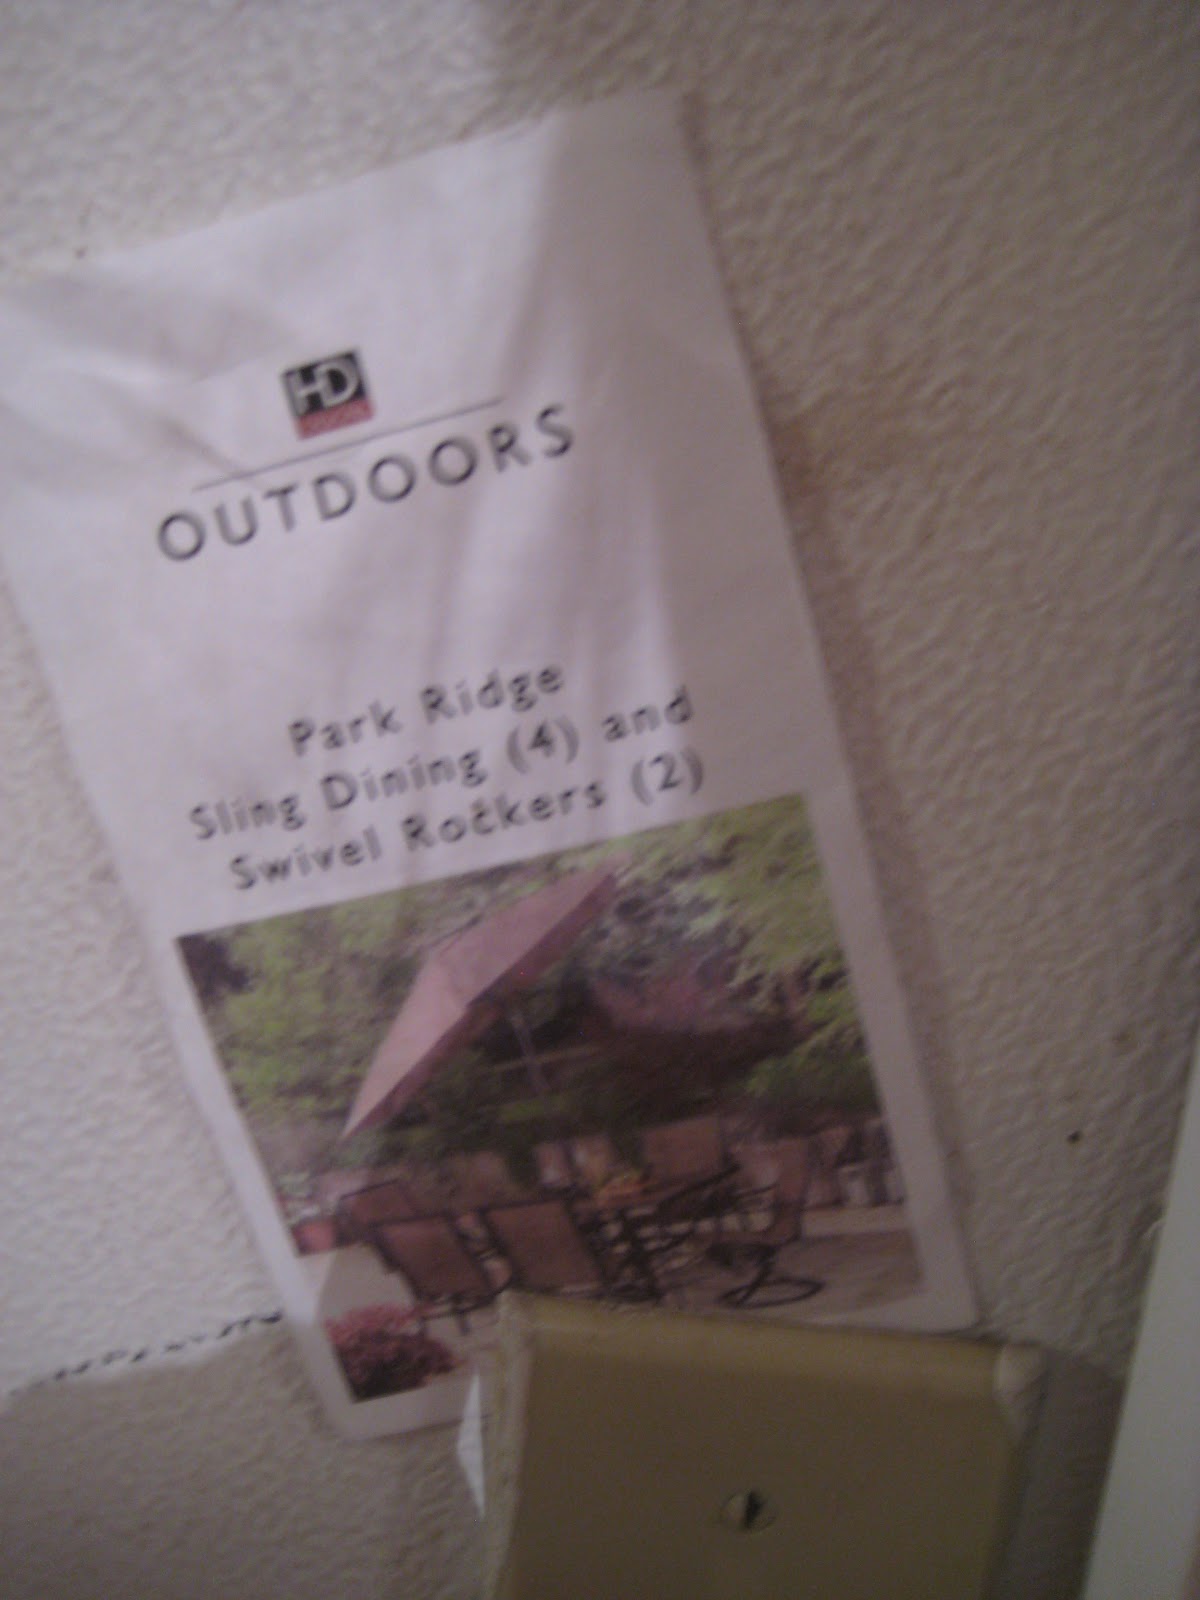 HD
OUTDOORS
Park Ridge
Sling Dining (4) and
Swivel Rockers (2)